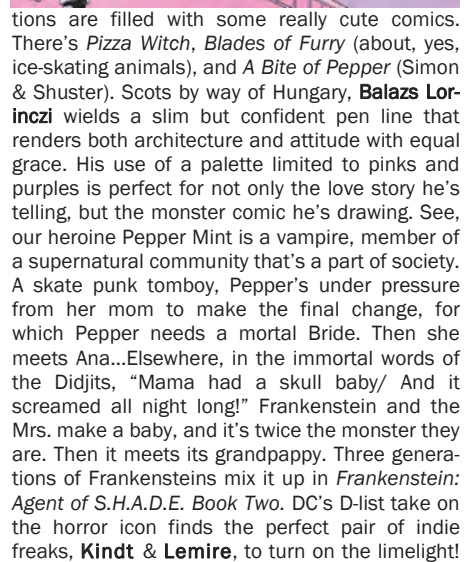 tions are filled with some really cute comics.
There's Pizza Witch, Blades of Furry (about, yes,
ice-skating animals), and A Bite of Pepper (Simon
& Shuster). Scots by way of Hungary, Balazs Lor-
inczi wields a slim but confident pen line that
renders both architecture and attitude with equal
grace. His use of a palette limited to pinks and
purples is perfect for not only the love story he's
telling, but the monster comic he's drawing. See,
our heroine Pepper Mint is a vampire, member of
a supernatural community that's a part of society.
A skate punk tomboy, Pepper's under pressure
from her mom to make the final change, for
which Pepper needs a mortal Bride. Then she
meets Ana...Elsewhere, in the immortal words of
the Didjits, “Mama had a skull baby/ And it
screamed all night long!” Frankenstein and the
Mrs. make a baby, and it's twice the monster they
are. Then it meets its grandpappy. Three genera-
tions of Frankensteins mix it up in Frankenstein:
Agent of S.H.A.D.E. Book Two. DC's D-list take on
the horror icon finds the perfect pair of indie
freaks, Kindt & Lemire, to turn on the limelight!